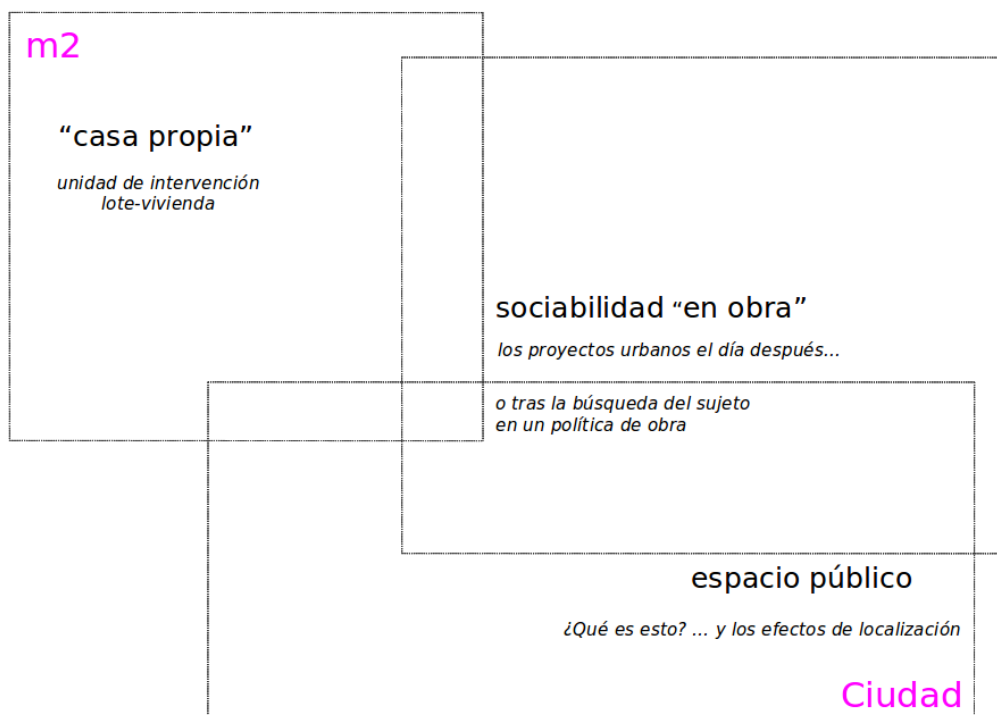 m2
“casa propia”
unidad de intervención
lote-vivienda
sociabilidad “en obra”
los proyectos urbanos el día después...
o tras la búsqueda del sujeto
en un política de obra
espacio público
¿Qué es esto? ... y los efectos de localización
Ciudad